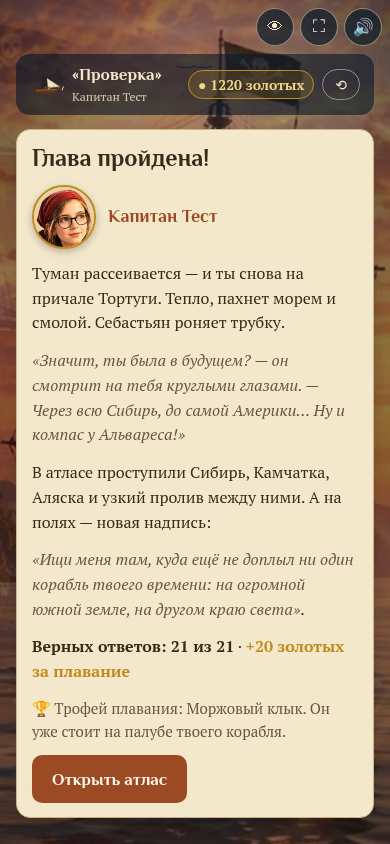 «Проверка»
Капитан Тест
● 1220 золотых
Глава пройдена!
Капитан Тест
Туман рассеивается — и ты снова на
причале Тортуги. Тепло, пахнет морем и
смолой. Себастьян роняет трубку.
«Значит, ты была в будущем? — он
смотрит на тебя круглыми глазами. —
Через всю Сибирь, до самой Америки… Ну и
компас у Альвареса!»
В атласе проступили Сибирь, Камчатка,
Аляска и узкий пролив между ними. А на
полях — новая надпись:
«Ищи меня там, куда ещё не доплыл ни один
корабль твоего времени: на огромной
южной земле, на другом краю света».
Верных ответов: 21 из 21 · +20 золотых
за плавание
🏆 Трофей плавания: Моржовый клык. Он
уже стоит на палубе твоего корабля.
Открыть атлас